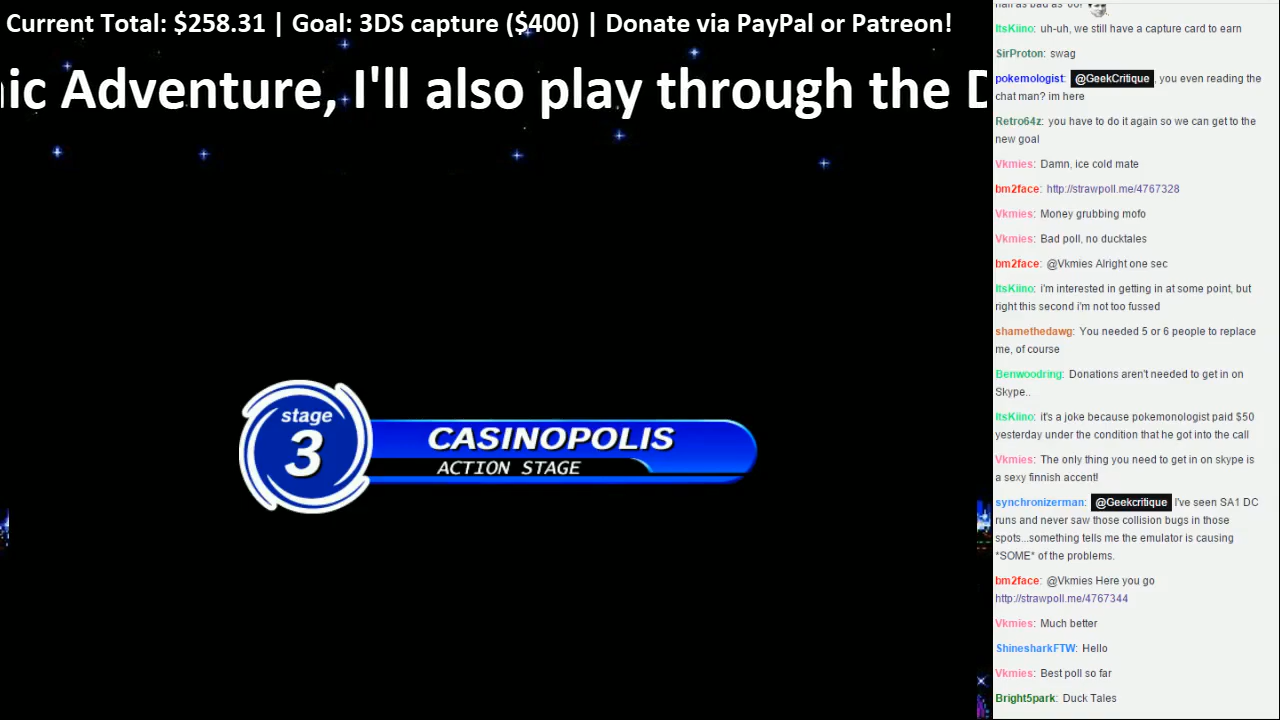 Current Total: $258.31 | Goal: 3DS capture ($400) | Donate via PayPal or Patreon!
ic Adventure, I'll also play through the
stage
3
CASINOPOLIS
ACTION STAGE
ItsKiino: uh-uh, we still have a capture card to earn
SirProton: swag
pokemologist: @GeekCritique, you even reading the
chat man? im here
Retro64z: you have to do it again so we can get to the
new goal
Vkmies: Damn, ice cold mate
bm2face: http://strawpoll.me/4767328
Vkmies: Money grubbing mofo
Vkmies: Bad poll, no ducktales
bm2face: @Vkmies Alright one sec
ItsKiino: i'm interested in getting in at some point, but
right this second i'm not too fussed
shamethedawg: You needed 5 or 6 people to replace
me, of course
Benwoodring: Donations aren't needed to get in on
Skype..
ItsKiino: it's a joke because pokemonologist paid $50
yesterday under the condition that he got into the call
Vkmies: The only thing you need to get in on skype is
a sexy finnish accent!
synchronizerman: @Geekcritique I've seen SA1 DC
runs and never saw those collision bugs in those
spots...something tells me the emulator is causing
*SOME* of the problems.
bm2face: @Vkmies Here you go
http://strawpoll.me/4767344
Vkmies: Much better
ShinesharkFTW: Hello
Vkmies: Best poll so far
Bright5park: Duck Tales